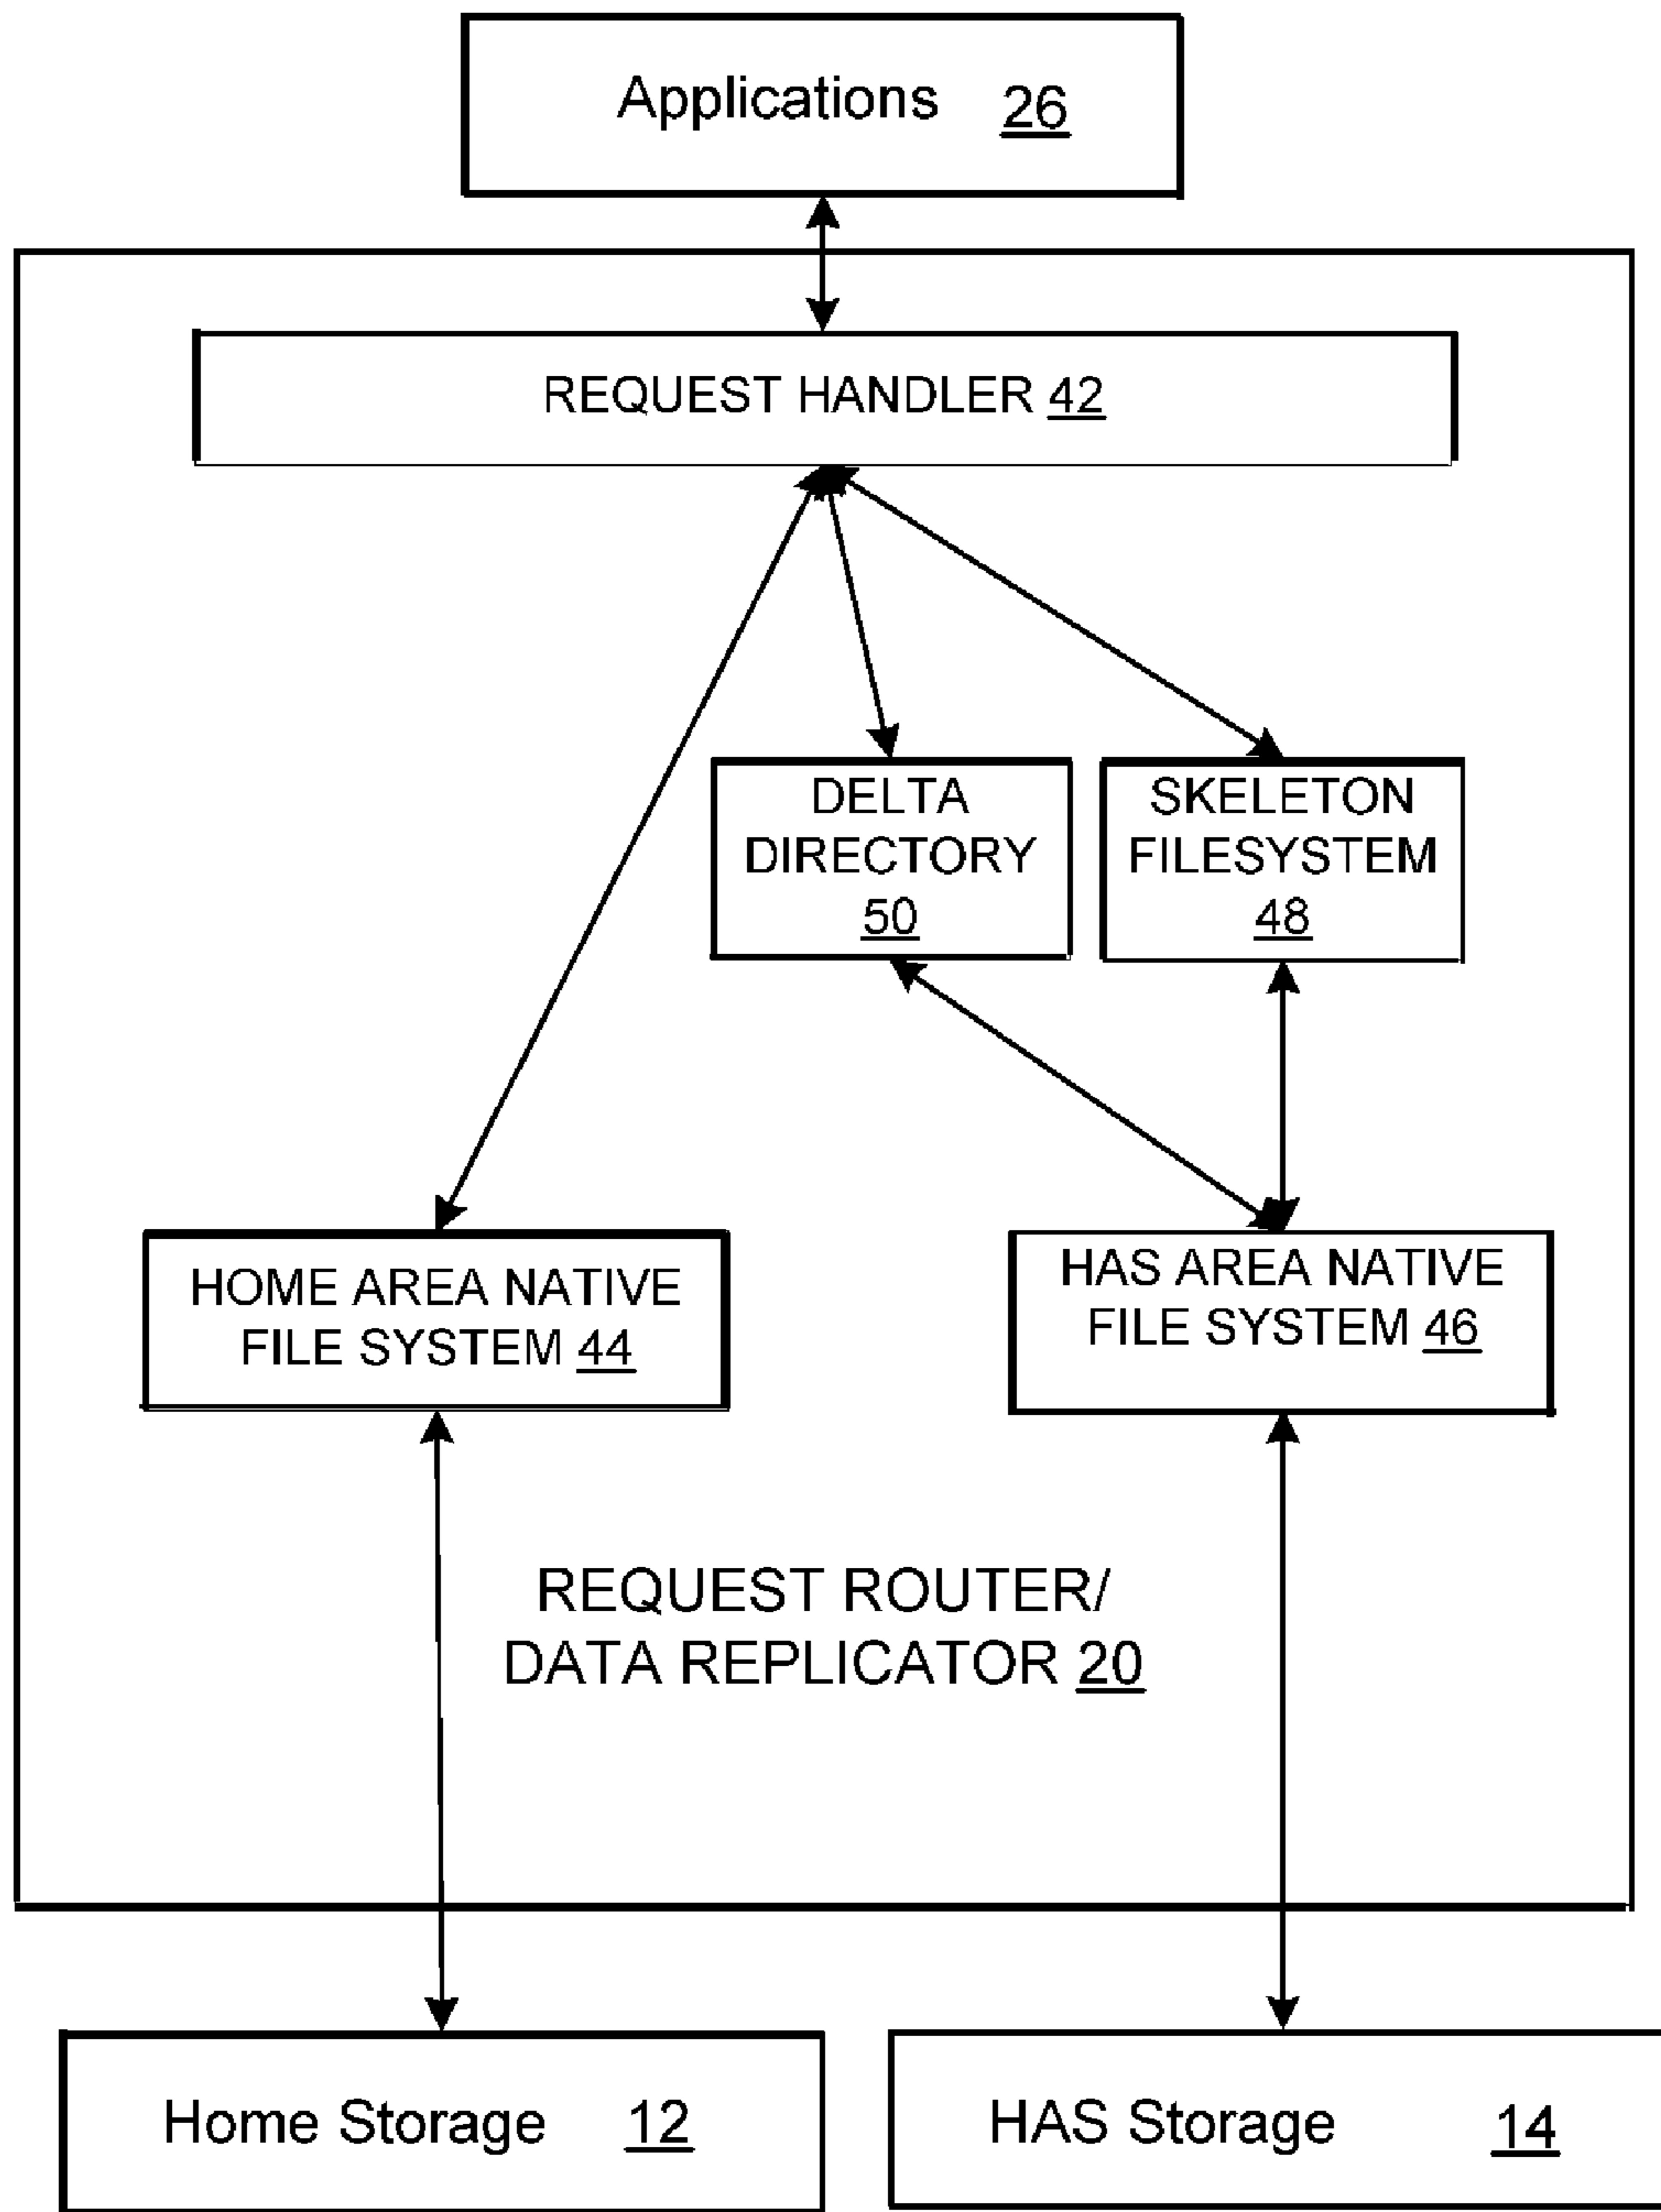 Applications 26
REQUEST HANDLER 42
DELTA
DIRECTORY
50
SKELETON
FILESYSTEM
48
HOME AREA NATIVE
FILE SYSTEM 44
HAS AREA NATIVE
FILE SYSTEM 46
REQUEST ROUTER/
DATA REPLICATOR 20
Home Storage 12
HAS Storage 14